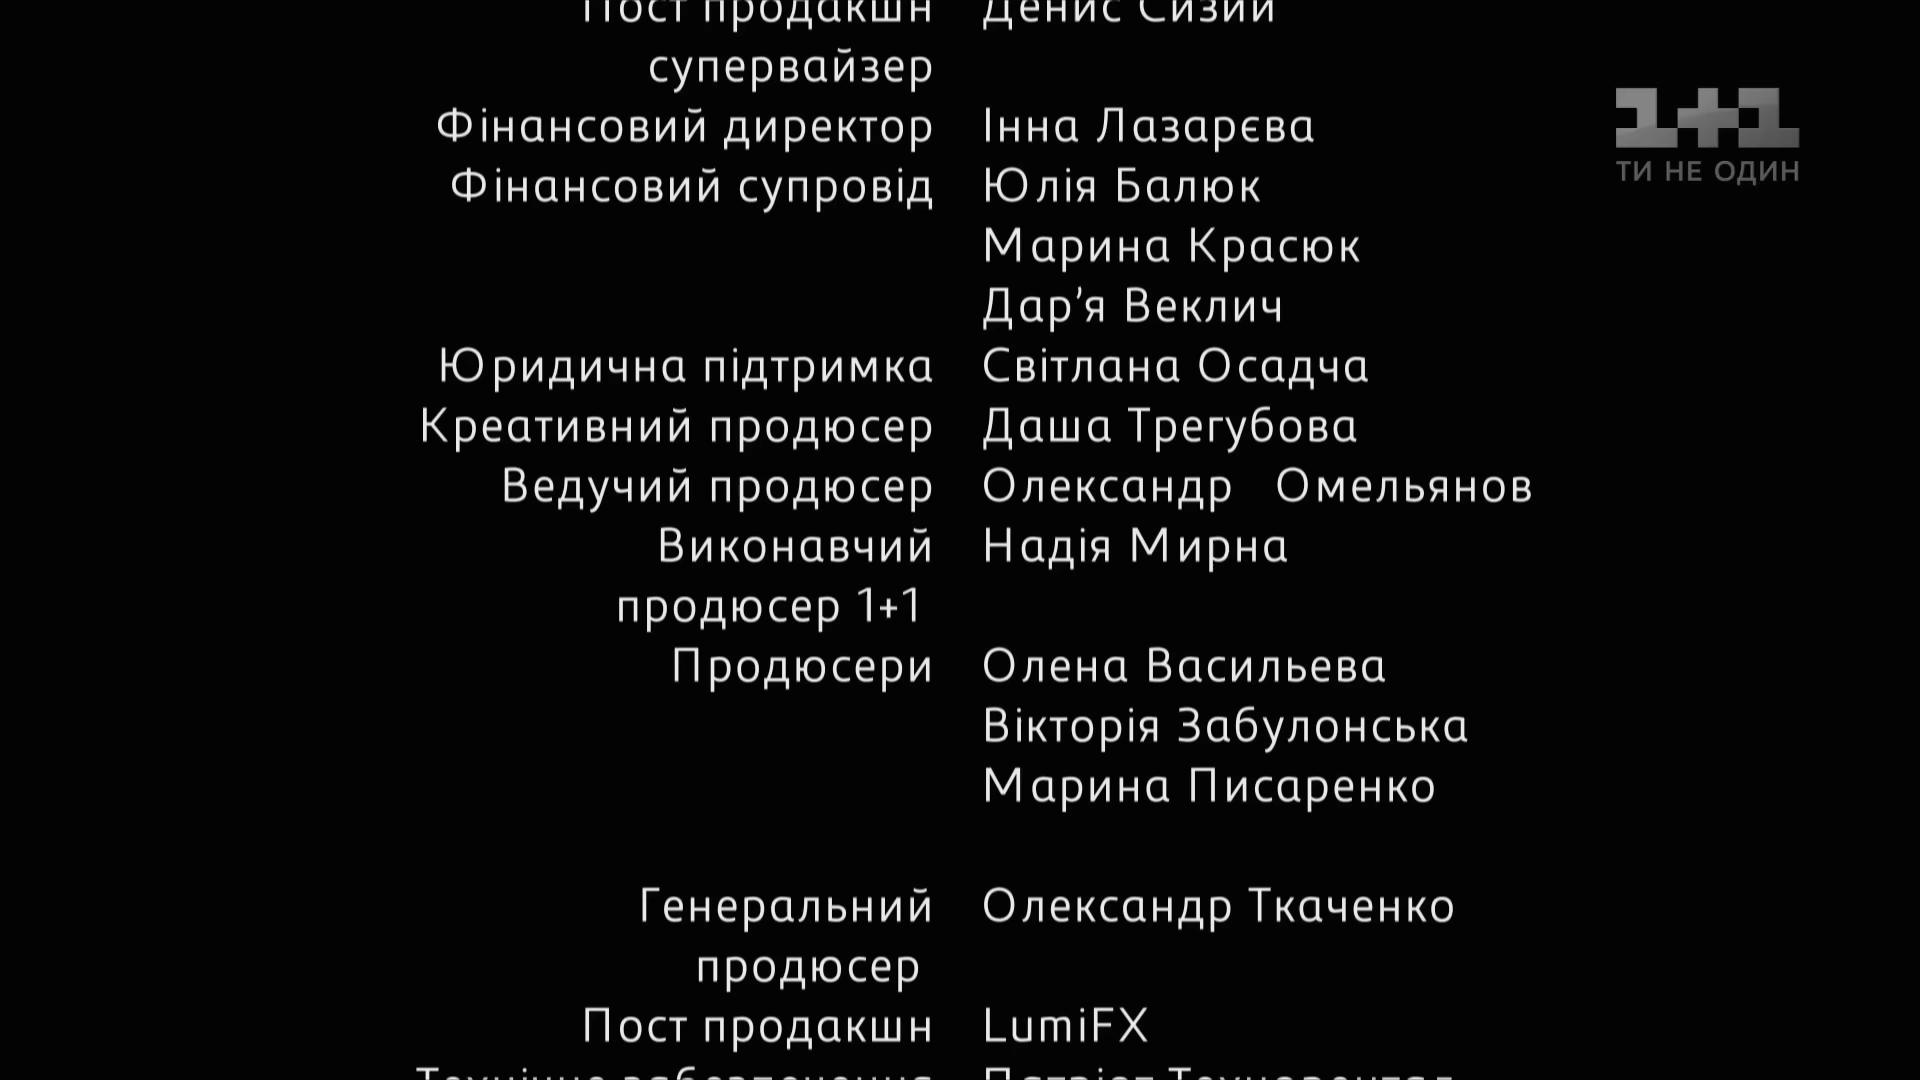 Пост продакшн Денис Сизий
супервайзер
Фінансовий директор Інна Лазарєва
Фінансовий супровід Юлія Балюк
Марина Красюк
Дар’я Веклич
Юридична підтримка Світлана Осадча
Креативний продюсер Даша Трегубова
Ведучий продюсер Олександр Омельянов
Виконавчий Надія Мирна
продюсер 1+1
Продюсери Олена Васильева
Вікторія Забулонська
Марина Писаренко
Генеральний Олександр Ткаченко
продюсер
Пост продакшн LumiFX
Технічне забезпечення
1+1
ТИ НЕ ОДИН